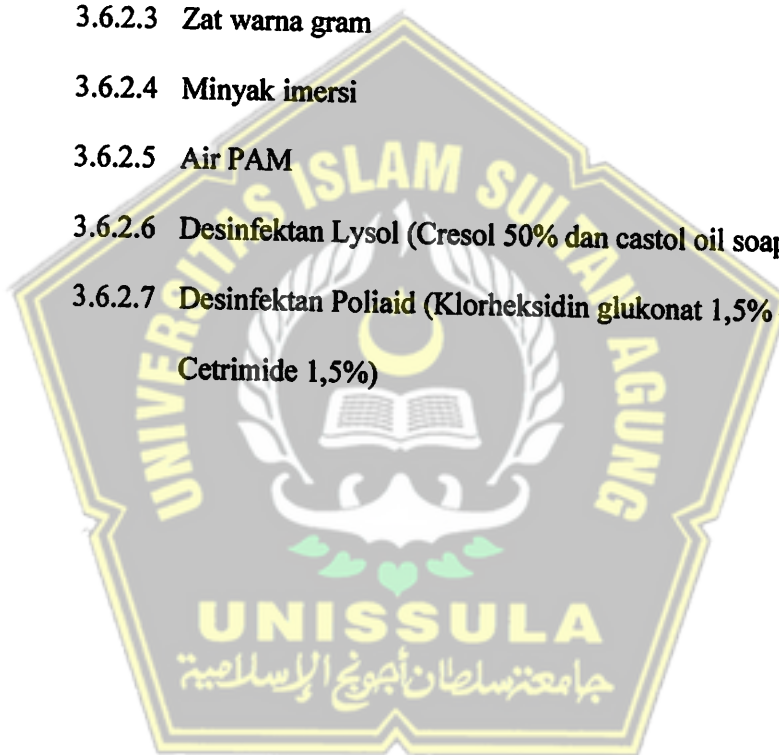 3.6.2.3 Zat warna gram
3.6.2.4 Minyak imersi
3.6.2.5 Air PAM
3.6.2.6 Desinfektan Lysol (Cresol 50% dan castol oil soap
3.6.2.7 Desinfektan Poliaid (Klorheksidin glukonat 1,5%
Cetrimide 1,5%)
UNIVERSITAS ISLAM SULTAN AGUNG
UNISSULA
جامعة سلطان أجونج الإسلامية